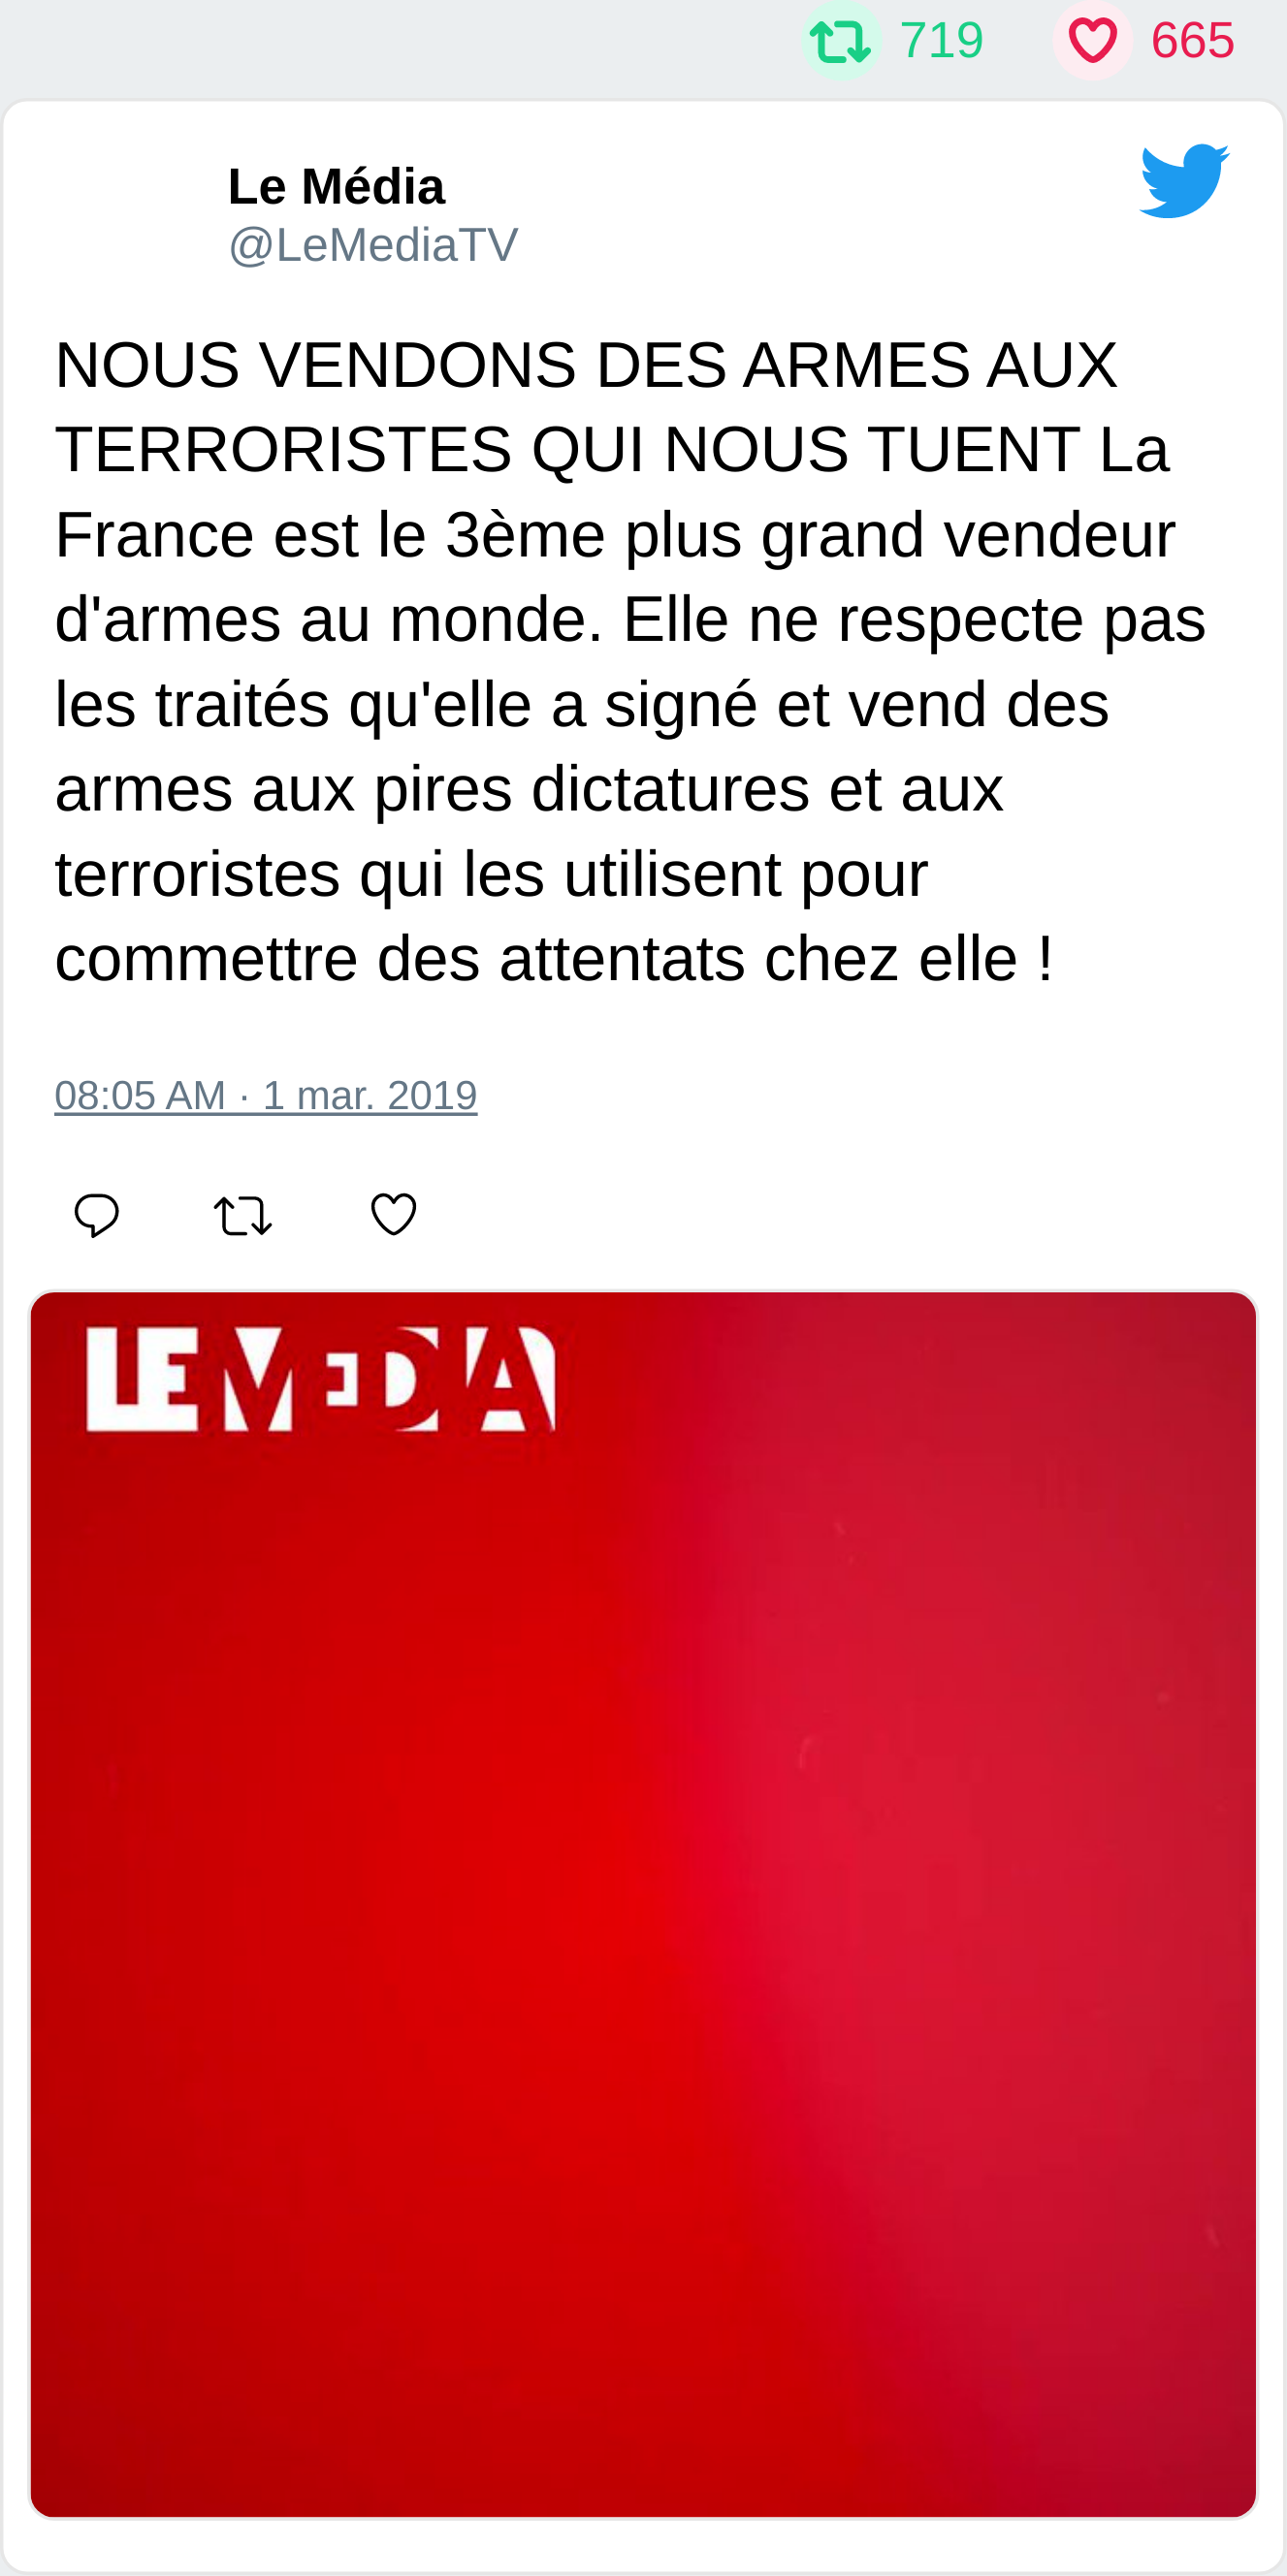 719 665
Le Média
@LeMediaTV
NOUS VENDONS DES ARMES AUX
TERRORISTES QUI NOUS TUENT La
France est le 3ème plus grand vendeur
d'armes au monde. Elle ne respecte pas
les traités qu'elle a signé et vend des
armes aux pires dictatures et aux
terroristes qui les utilisent pour
commettre des attentats chez elle !
08:05 AM · 1 mar. 2019
LE MEDIA